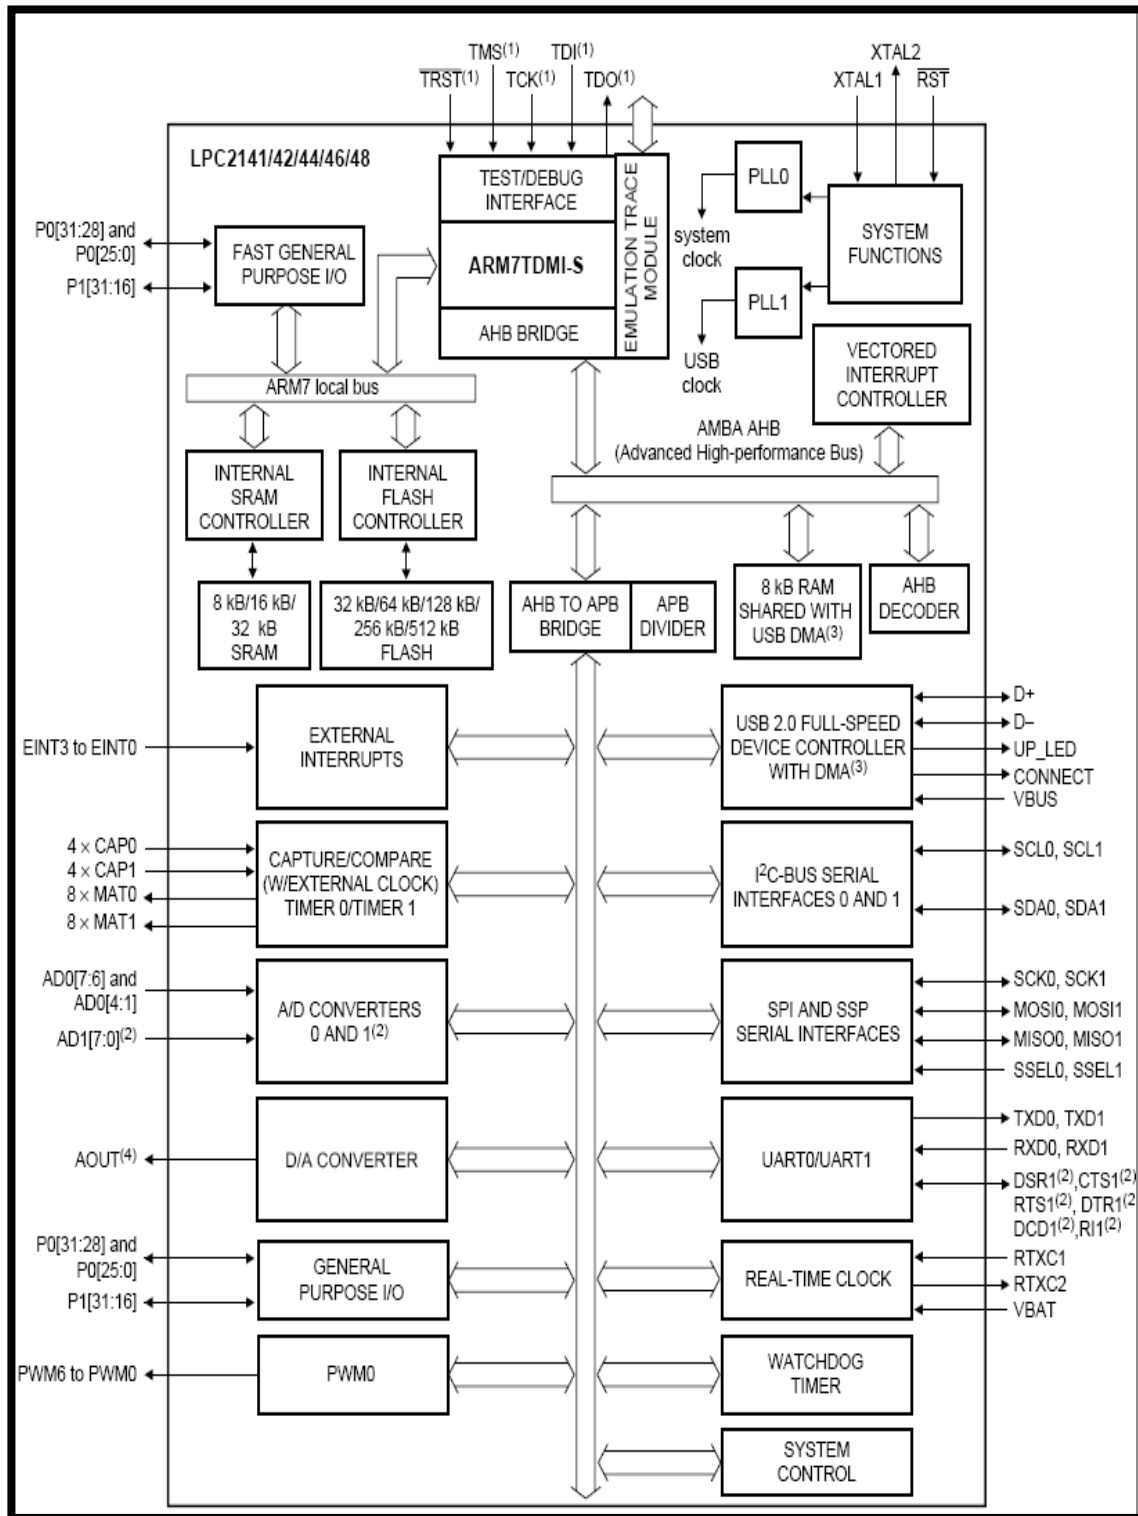 XTAL2
TMS(1) TDI(1)
TRST(1) TCK(1) TDO(1)
XTAL1 RST
LPC2141/42/44/46/48
TEST/DEBUG
INTERFACE
ARM7TDMI-S
AHB BRIDGE
EMULATION TRACE
MODULE
PLL0
system
clock
PLL1
USB
clock
SYSTEM
FUNCTIONS
P0[31:28] and
P0[25:0]
P1[31:16]
FAST GENERAL
PURPOSE I/O
VECTORED
INTERRUPT
CONTROLLER
ARM7 local bus
AMBA AHB
(Advanced High-performance Bus)
INTERNAL
SRAM
CONTROLLER
INTERNAL
FLASH
CONTROLLER
8 kB/16 kB/
32 kB
SRAM
32 kB/64 kB/128 kB/
256 kB/512 kB
FLASH
AHB TO APB
BRIDGE
APB
DIVIDER
8 kB RAM
SHARED WITH
USB DMA(3)
AHB
DECODER
EINT3 to EINT0
EXTERNAL
INTERRUPTS
USB 2.0 FULL-SPEED
DEVICE CONTROLLER
WITH DMA(3)
D+
D–
UP_LED
CONNECT
VBUS
4 × CAP0
4 × CAP1
8 × MAT0
8 × MAT1
CAPTURE/COMPARE
(W/EXTERNAL CLOCK)
TIMER 0/TIMER 1
I2C-BUS SERIAL
INTERFACES 0 AND 1
SCL0, SCL1
SDA0, SDA1
AD0[7:6] and
AD0[4:1]
AD1[7:0](2)
A/D CONVERTERS
0 AND 1(2)
SPI AND SSP
SERIAL INTERFACES
SCK0, SCK1
MOSI0, MOSI1
MISO0, MISO1
SSEL0, SSEL1
AOUT(4)
D/A CONVERTER
UART0/UART1
TXD0, TXD1
RXD0, RXD1
DSR1(2),CTS1(2)
RTS1(2), DTR1(2
DCD1(2),RI1(2)
P0[31:28] and
P0[25:0]
P1[31:16]
GENERAL
PURPOSE I/O
REAL-TIME CLOCK
RTXC1
RTXC2
VBAT
PWM6 to PWM0
PWM0
WATCHDOG
TIMER
SYSTEM
CONTROL